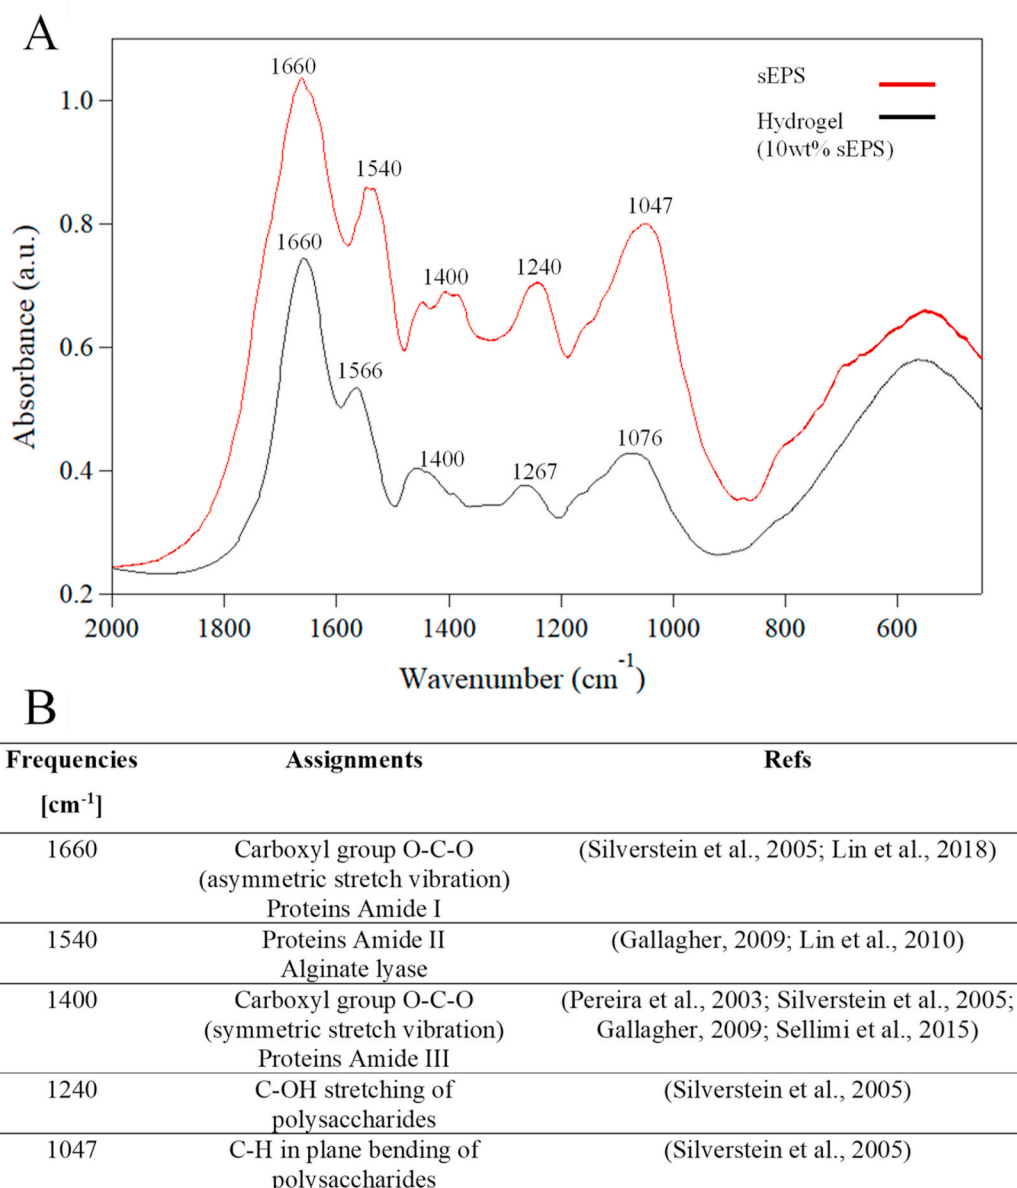 A
1660
1540
1047
1660
1400
1240
1566
1400
1267
1076
sEPS
Hydrogel
(10wt% sEPS)
1.0
0.8
0.6
0.4
0.2
Absorbance (a.u.)
2000 1800 1600 1400 1200 1000 800 600
Wavenumber (cm⁻¹)
B
Frequencies Assignments Refs
[cm⁻¹]
1660 Carboxyl group O-C-O (Silverstein et al., 2005; Lin et al., 2018)
(asymmetric stretch vibration)
Proteins Amide I
1540 Proteins Amide II (Gallagher, 2009; Lin et al., 2010)
Alginate lyase
1400 Carboxyl group O-C-O (Pereira et al., 2003; Silverstein et al., 2005;
(symmetric stretch vibration) Gallagher, 2009; Sellimi et al., 2015)
Proteins Amide III
1240 C-OH stretching of (Silverstein et al., 2005)
polysaccharides
1047 C-H in plane bending of (Silverstein et al., 2005)
polysaccharides